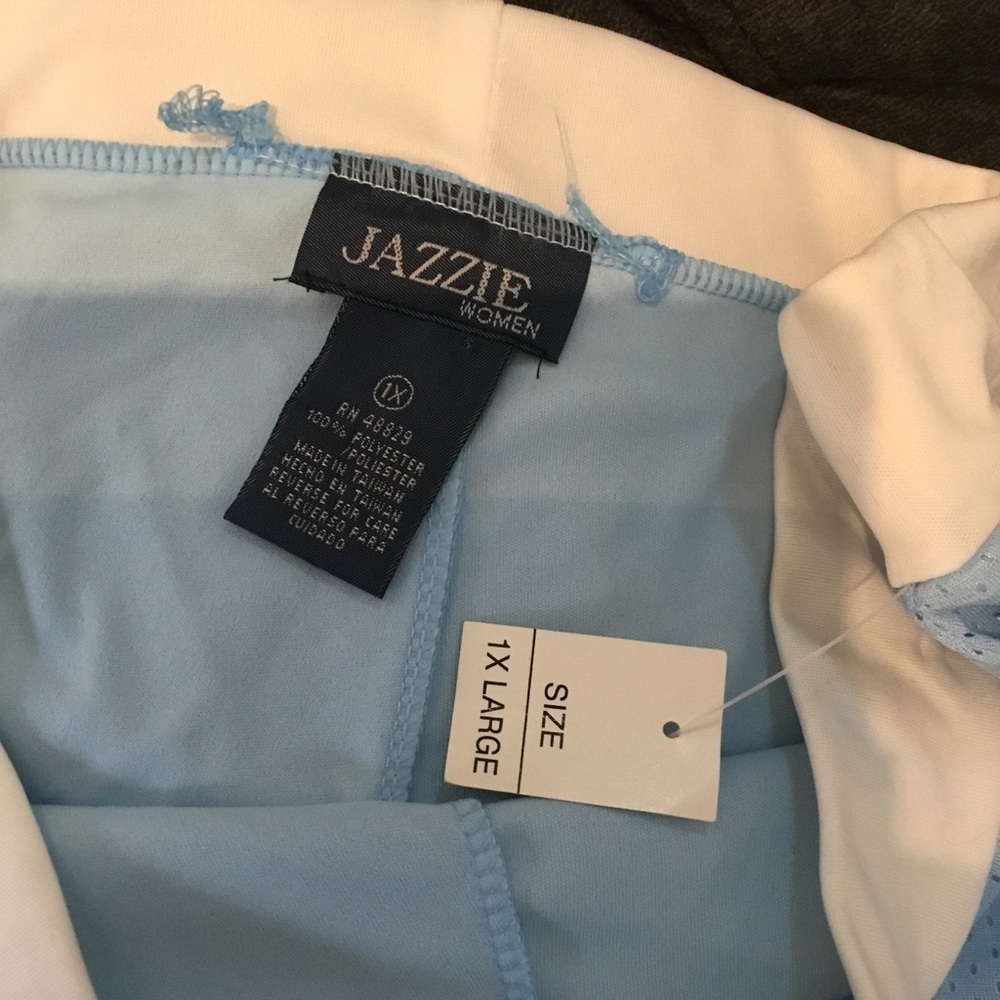 JAZZIE
WOMEN
1X
RN 48829
100% POLYESTER
/POLIESTER
MADE IN TAIWAN
HECHO EN TAIWAN
REVERSE FOR CARE
AL REVERSO PARA
CUIDADO
SIZE
1X LARGE